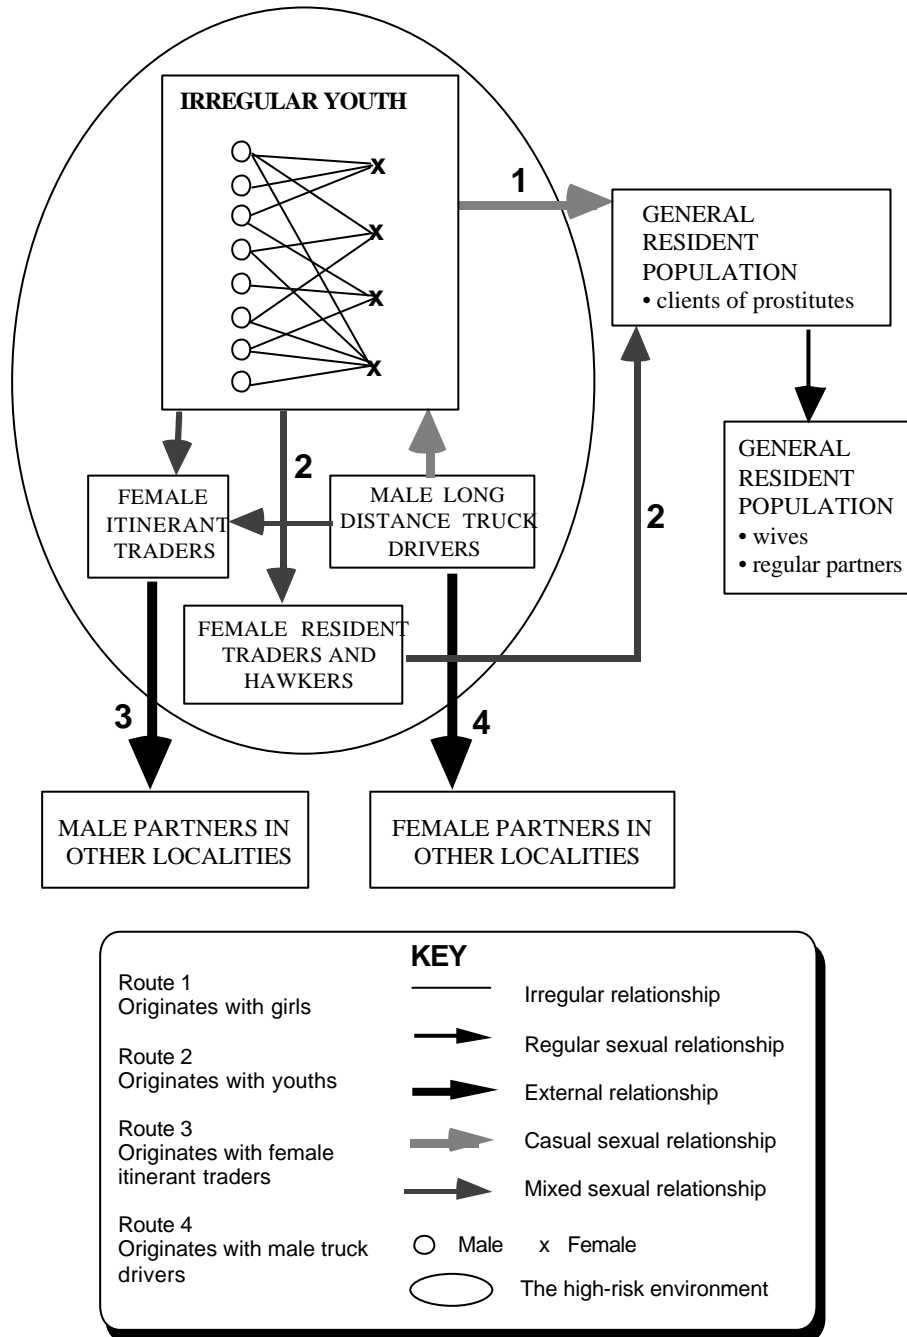 IRREGULAR YOUTH
x
x
x
x
1
GENERAL
RESIDENT
POPULATION
• clients of prostitutes
2
FEMALE
ITINERANT
TRADERS
MALE LONG
DISTANCE TRUCK
DRIVERS
2
GENERAL
RESIDENT
POPULATION
• wives
• regular partners
FEMALE RESIDENT
TRADERS AND
HAWKERS
3
4
MALE PARTNERS IN
OTHER LOCALITIES
FEMALE PARTNERS IN
OTHER LOCALITIES
KEY
Route 1
Originates with girls
Route 2
Originates with youths
Route 3
Originates with female
itinerant traders
Route 4
Originates with male truck
drivers
Irregular relationship
Regular sexual relationship
External relationship
Casual sexual relationship
Mixed sexual relationship
Male x Female
The high-risk environment